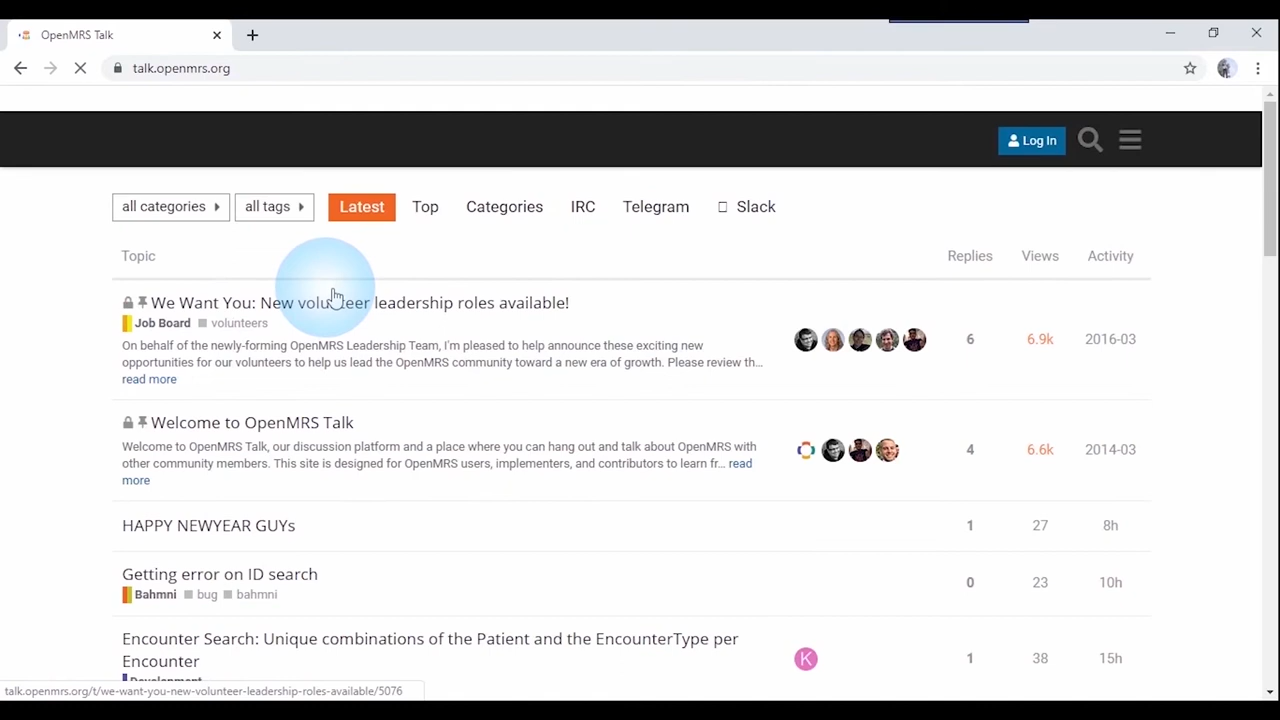 OpenMRS Talk
talk.openmrs.org
Log In
all categories
all tags
Latest
Top
Categories
IRC
Telegram
Slack
Topic
Replies
Views
Activity
We Want You: New volunteer leadership roles available!
Job Board
volunteers
On behalf of the newly-forming OpenMRS Leadership Team, I'm pleased to help announce these exciting new
opportunities for our volunteers to help us lead the OpenMRS community toward a new era of growth. Please review th...
read more
6
6.9k
2016-03
Welcome to OpenMRS Talk
Welcome to OpenMRS Talk, our discussion platform and a place where you can hang out and talk about OpenMRS with
other community members. This site is designed for OpenMRS users, implementers, and contributors to learn fr... read
more
4
6.6k
2014-03
HAPPY NEWYEAR GUYs
1
27
8h
Getting error on ID search
Bahmni
bug
bahmni
0
23
10h
Encounter Search: Unique combinations of the Patient and the EncounterType per
Encounter
Development
K
1
38
15h
talk.openmrs.org/t/we-want-you-new-volunteer-leadership-roles-available/5076